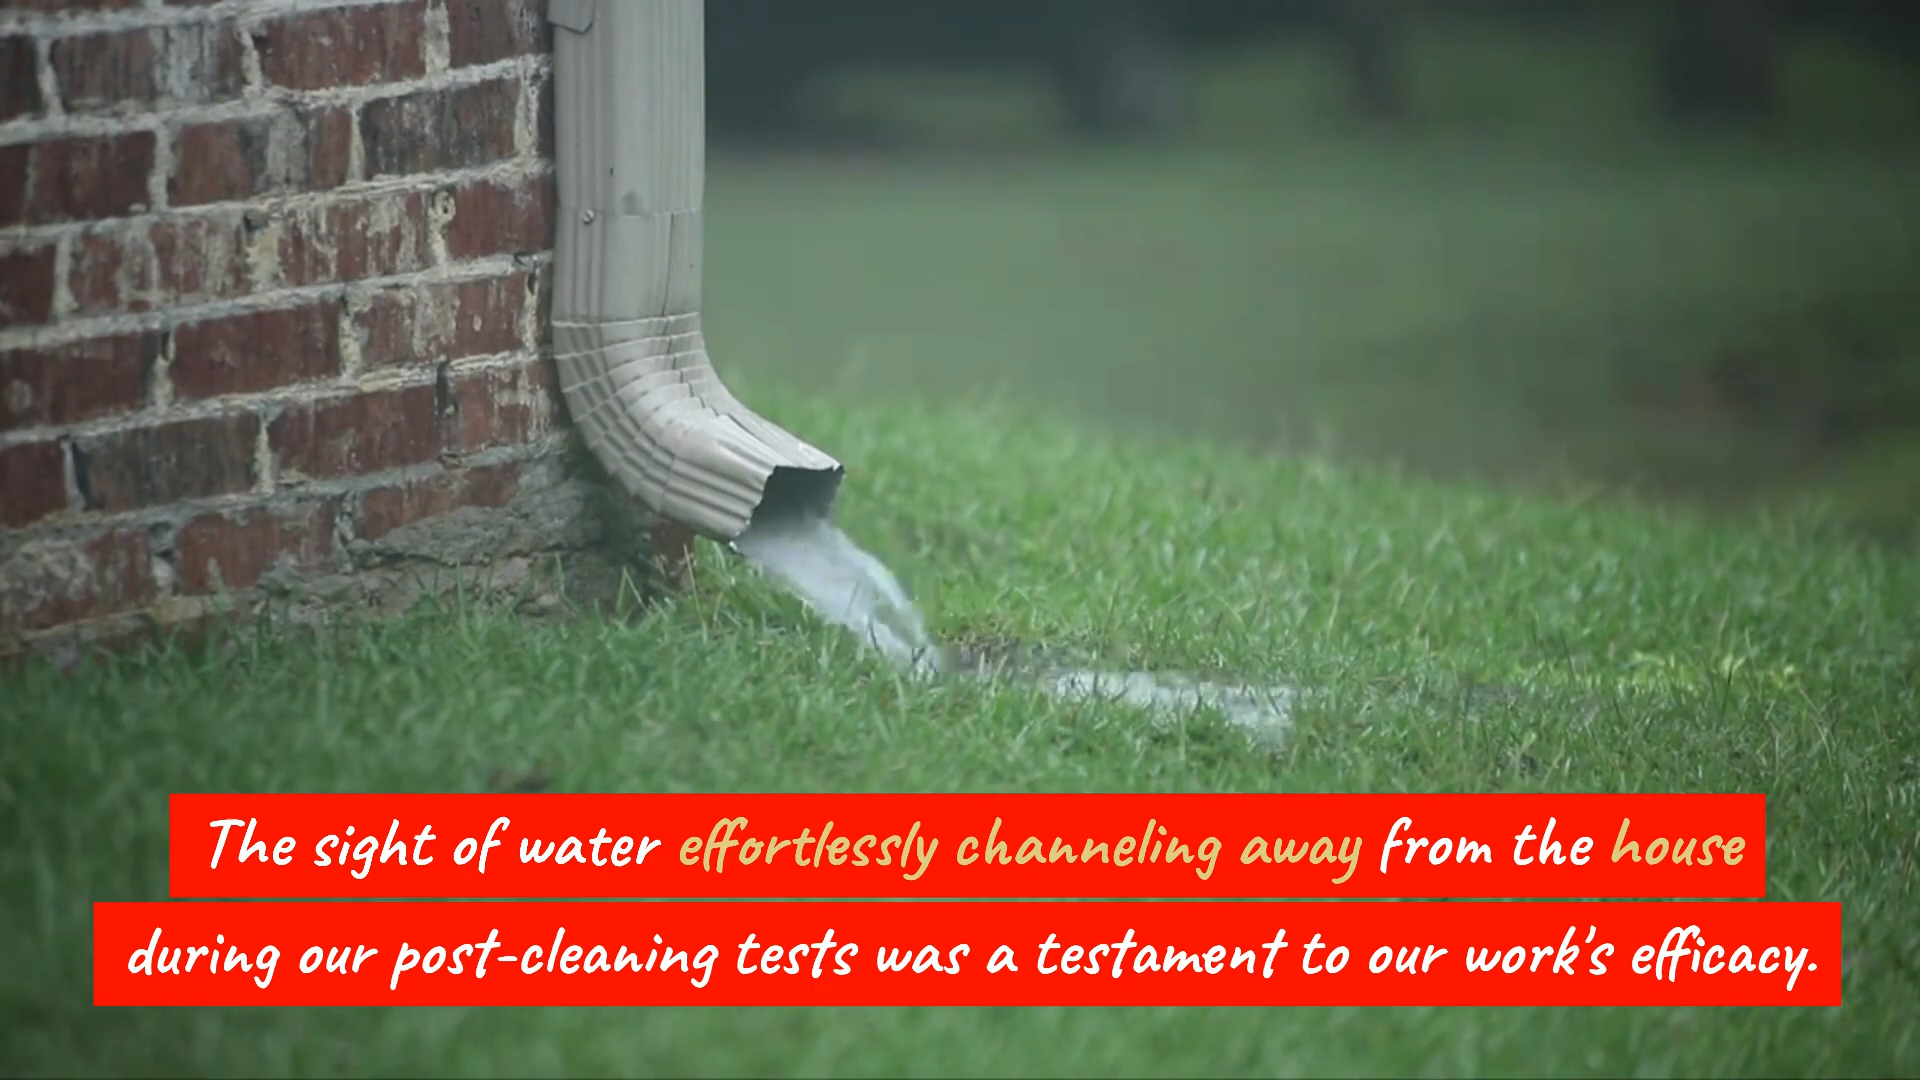 The sight of water effortlessly channeling away from the house
during our post-cleaning tests was a testament to our work's efficacy.